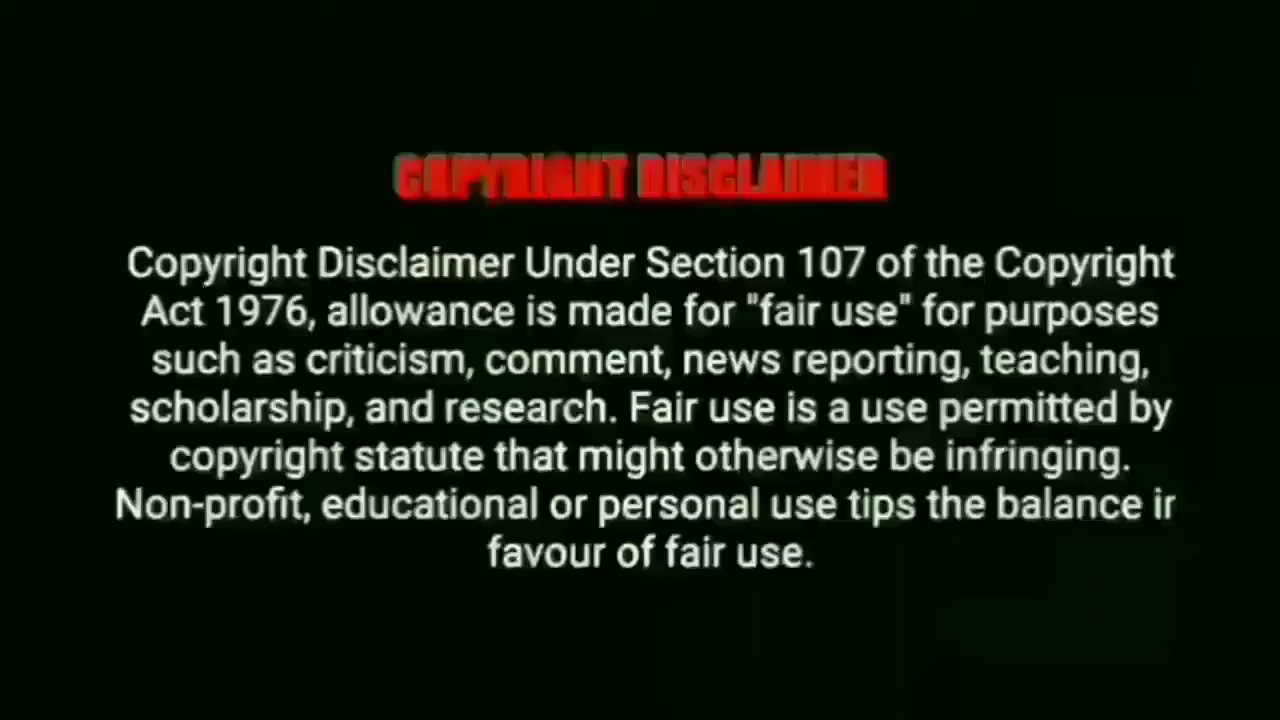 COPYRIGHT DISCLAIMER
Copyright Disclaimer Under Section 107 of the Copyright
Act 1976, allowance is made for "fair use" for purposes
such as criticism, comment, news reporting, teaching,
scholarship, and research. Fair use is a use permitted by
copyright statute that might otherwise be infringing.
Non-profit, educational or personal use tips the balance ir
favour of fair use.